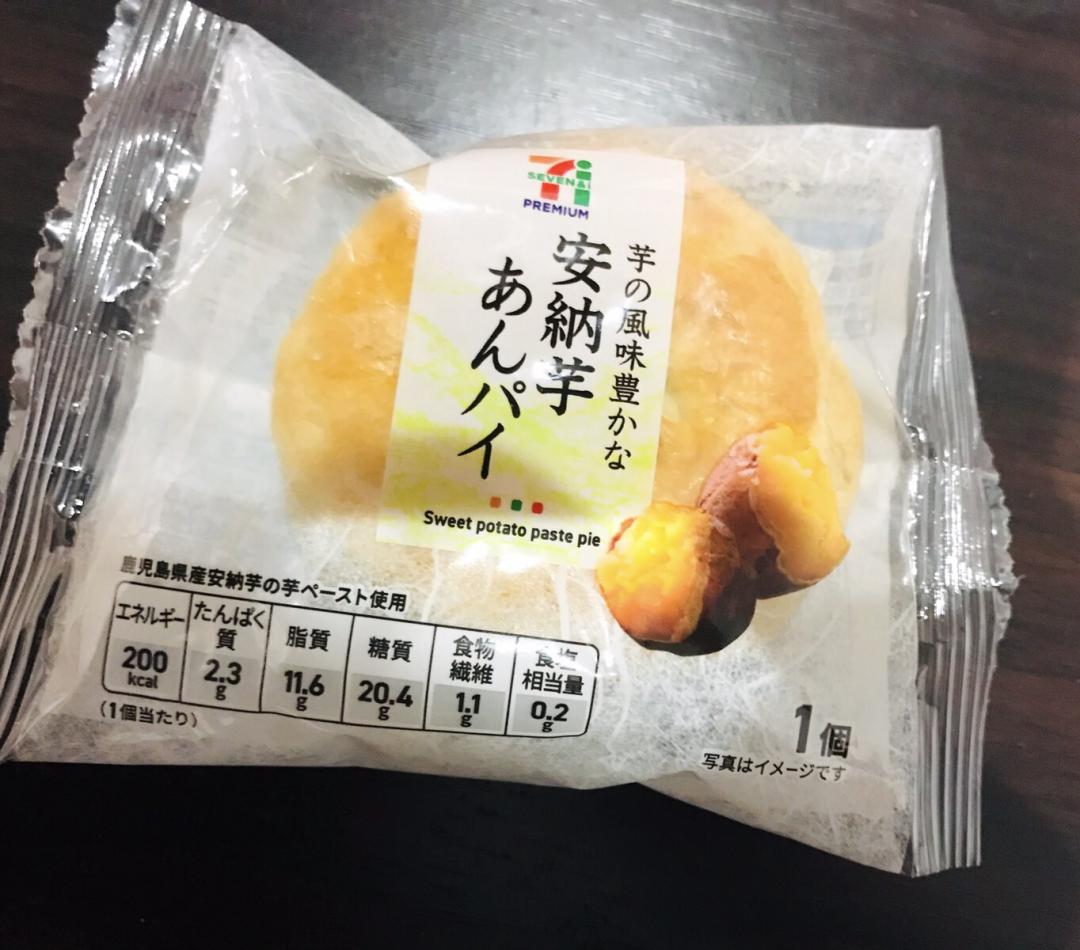 SEVEN&i
PREMIUM
芋の風味豊かな
安納芋
あんパイ
Sweet potato paste pie
鹿児島県産安納芋の芋ペースト使用
エネルギー 200 kcal
たんぱく質 2.3 g
脂質 11.6 g
糖質 20.4 g
食物繊維 1.1 g
食塩相当量 0.2 g
(1個当たり)
1個
写真はイメージです